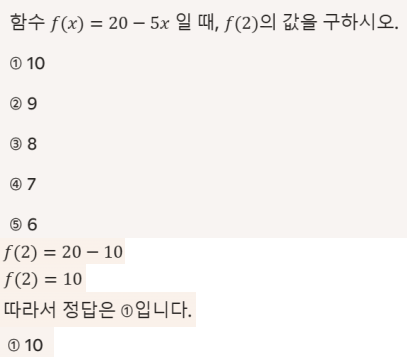 함수 f(x) = 20 − 5x 일 때, f(2)의 값을 구하시오.
① 10
② 9
③ 8
④ 7
⑤ 6
f(2) = 20 − 10
f(2) = 10
따라서 정답은 ①입니다.
① 10